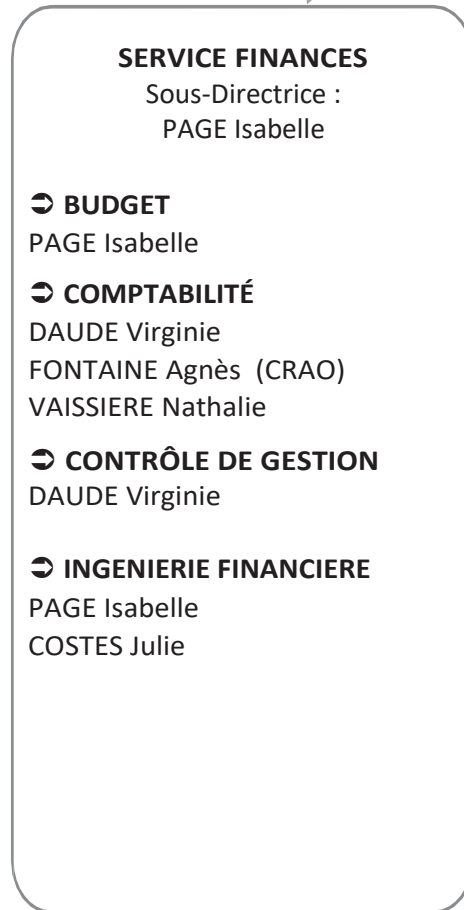 SERVICE FINANCES
Sous-Directrice :
PAGE Isabelle
➲ BUDGET
PAGE Isabelle
➲ COMPTABILITÉ
DAUDE Virginie
FONTAINE Agnès (CRAO)
VAISSIERE Nathalie
➲ CONTRÔLE DE GESTION
DAUDE Virginie
➲ INGENIERIE FINANCIERE
PAGE Isabelle
COSTES Julie